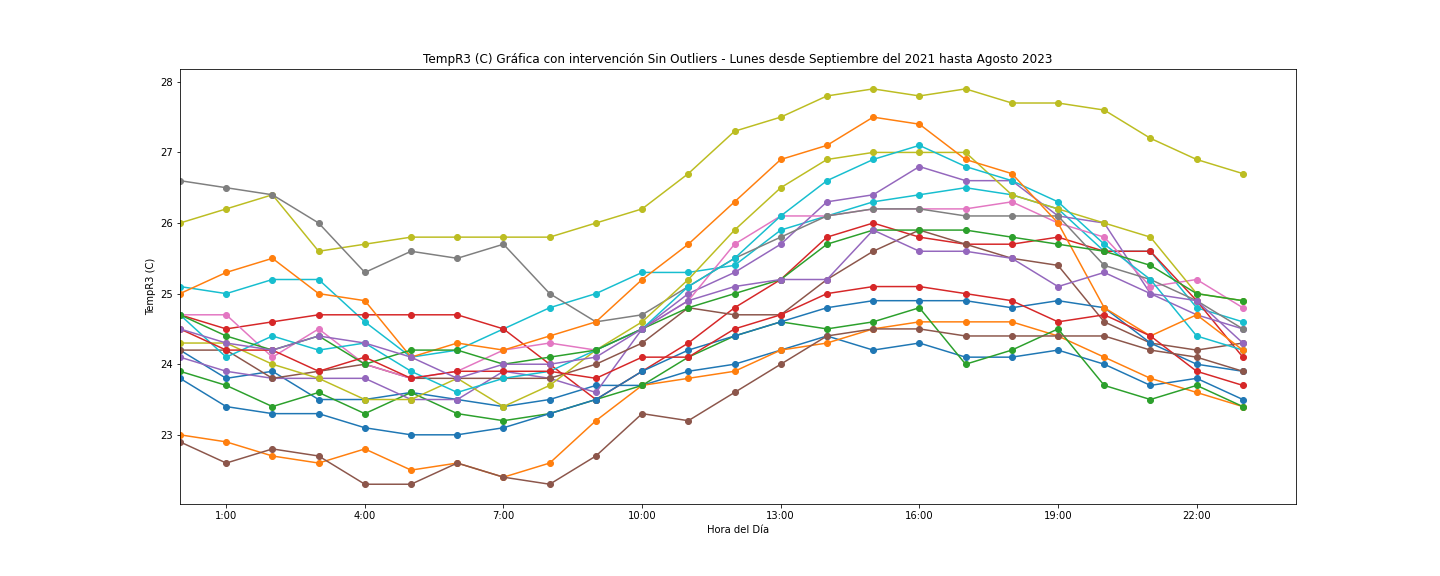 TempR3 (C) Gráfica con intervención Sin Outliers - Lunes desde Septiembre del 2021 hasta Agosto 2023
28
27
26
25
24
23
TempR3 (C)
1:00 4:00 7:00 10:00 13:00 16:00 19:00 22:00
Hora del Día